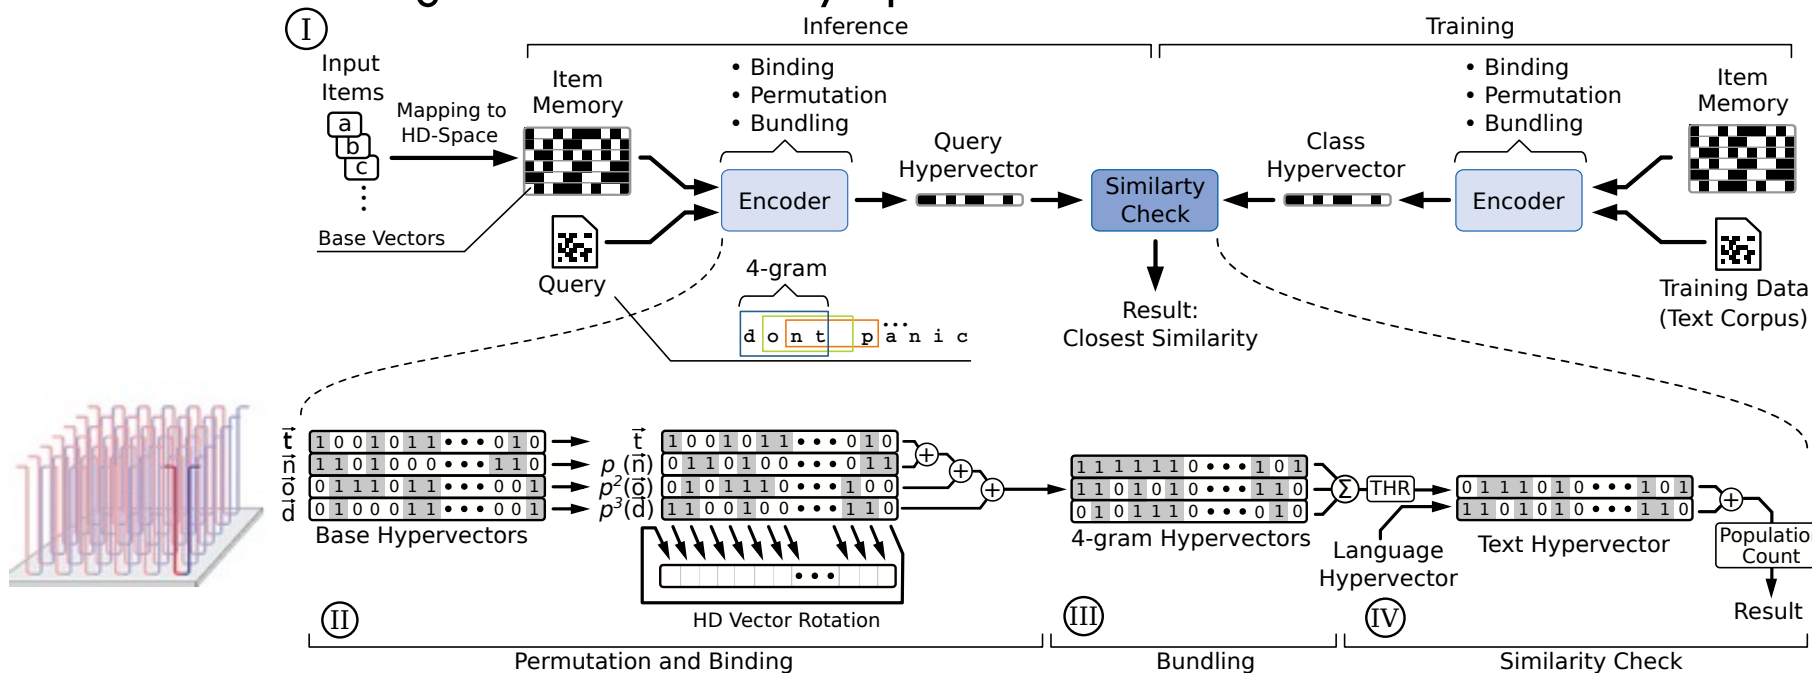 I
Inference
Training
Input
Items
a
b
c
Mapping to
HD-Space
Item
Memory
• Binding
• Permutation
• Bundling
Query
Hypervector
Class
Hypervector
• Binding
• Permutation
• Bundling
Item
Memory
Encoder
Similarty
Check
Encoder
Base Vectors
Query
4-gram
d o n t p a n i c
...
Result:
Closest Similarity
Training Data
(Text Corpus)
t 1 0 0 1 0 1 1 • • • 0 1 0
n 1 1 0 1 0 0 0 • • • 1 1 0
o 0 1 1 1 0 1 1 • • • 0 0 1
d 0 1 0 0 0 1 1 • • • 0 0 1
Base Hypervectors
t 1 0 0 1 0 1 1 • • • 0 1 0
p (n) 0 1 1 0 1 0 0 • • • 0 1 1
p²(o) 0 1 0 1 1 1 0 • • • 1 0 0
p³(d) 1 1 0 0 1 0 0 • • • 1 1 0
+
+
+
• • •
HD Vector Rotation
1 1 1 1 1 1 0 • • • 1 0 1
1 1 0 1 0 1 0 • • • 1 1 0
0 1 0 1 1 1 0 • • • 0 1 0
4-gram Hypervectors
Σ
THR
Language
Hypervector
0 1 1 1 0 1 0 • • • 1 0 1
1 1 0 1 0 1 0 • • • 1 1 0
Text Hypervector
+
Population
Count
Result
II
III
IV
Permutation and Binding
Bundling
Similarity Check